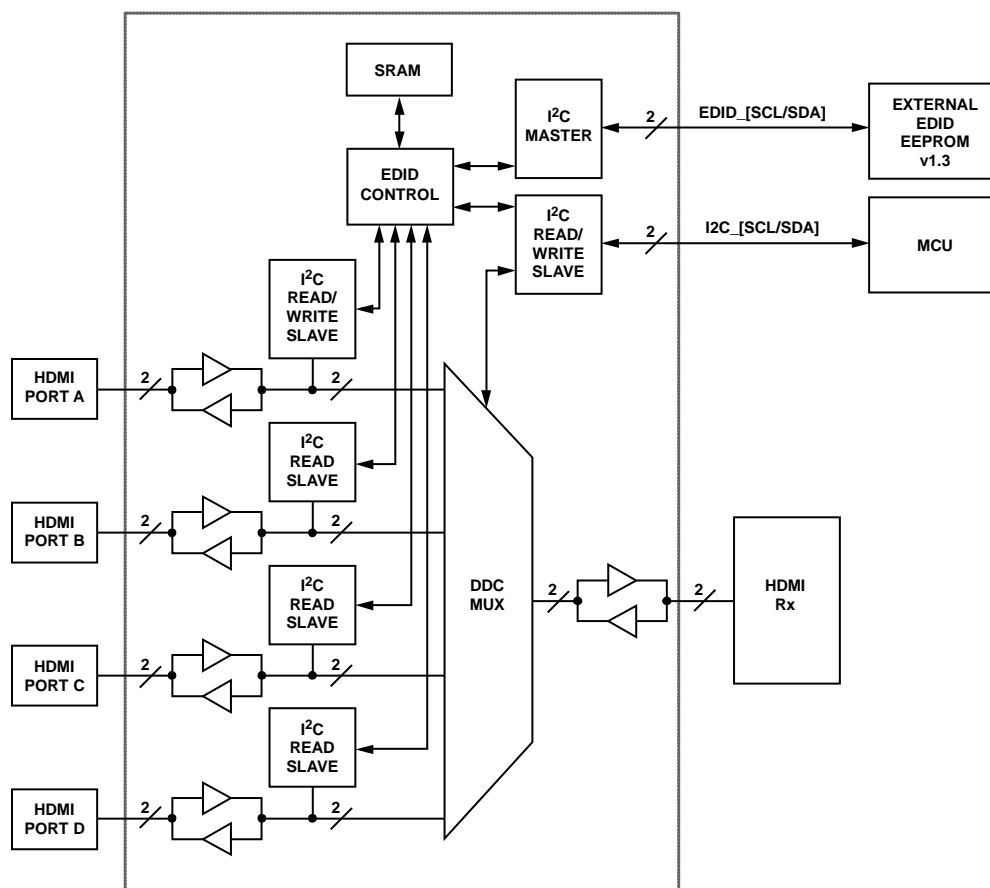 SRAM
I²C
MASTER
2
EDID_[SCL/SDA]
EXTERNAL
EDID
EEPROM
v1.3
EDID
CONTROL
I²C
READ/
WRITE
SLAVE
2
I2C_[SCL/SDA]
MCU
I²C
READ/
WRITE
SLAVE
HDMI
PORT A
2
2
I²C
READ
SLAVE
HDMI
PORT B
2
2
I²C
READ
SLAVE
DDC
MUX
2
2
HDMI
Rx
HDMI
PORT C
2
2
I²C
READ
SLAVE
HDMI
PORT D
2
2